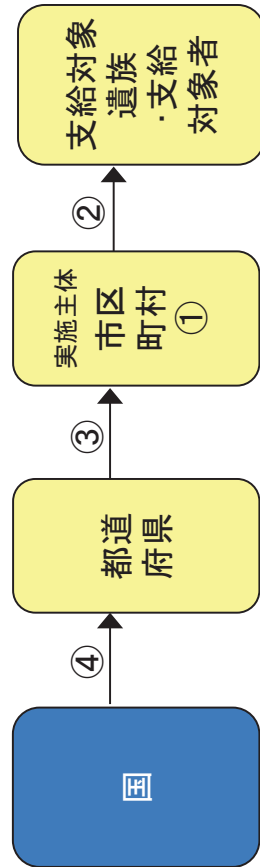 国
④
都道
府県
③
実施主体
市区
町村
①
②
支給対象
遺族
・支給
対象者